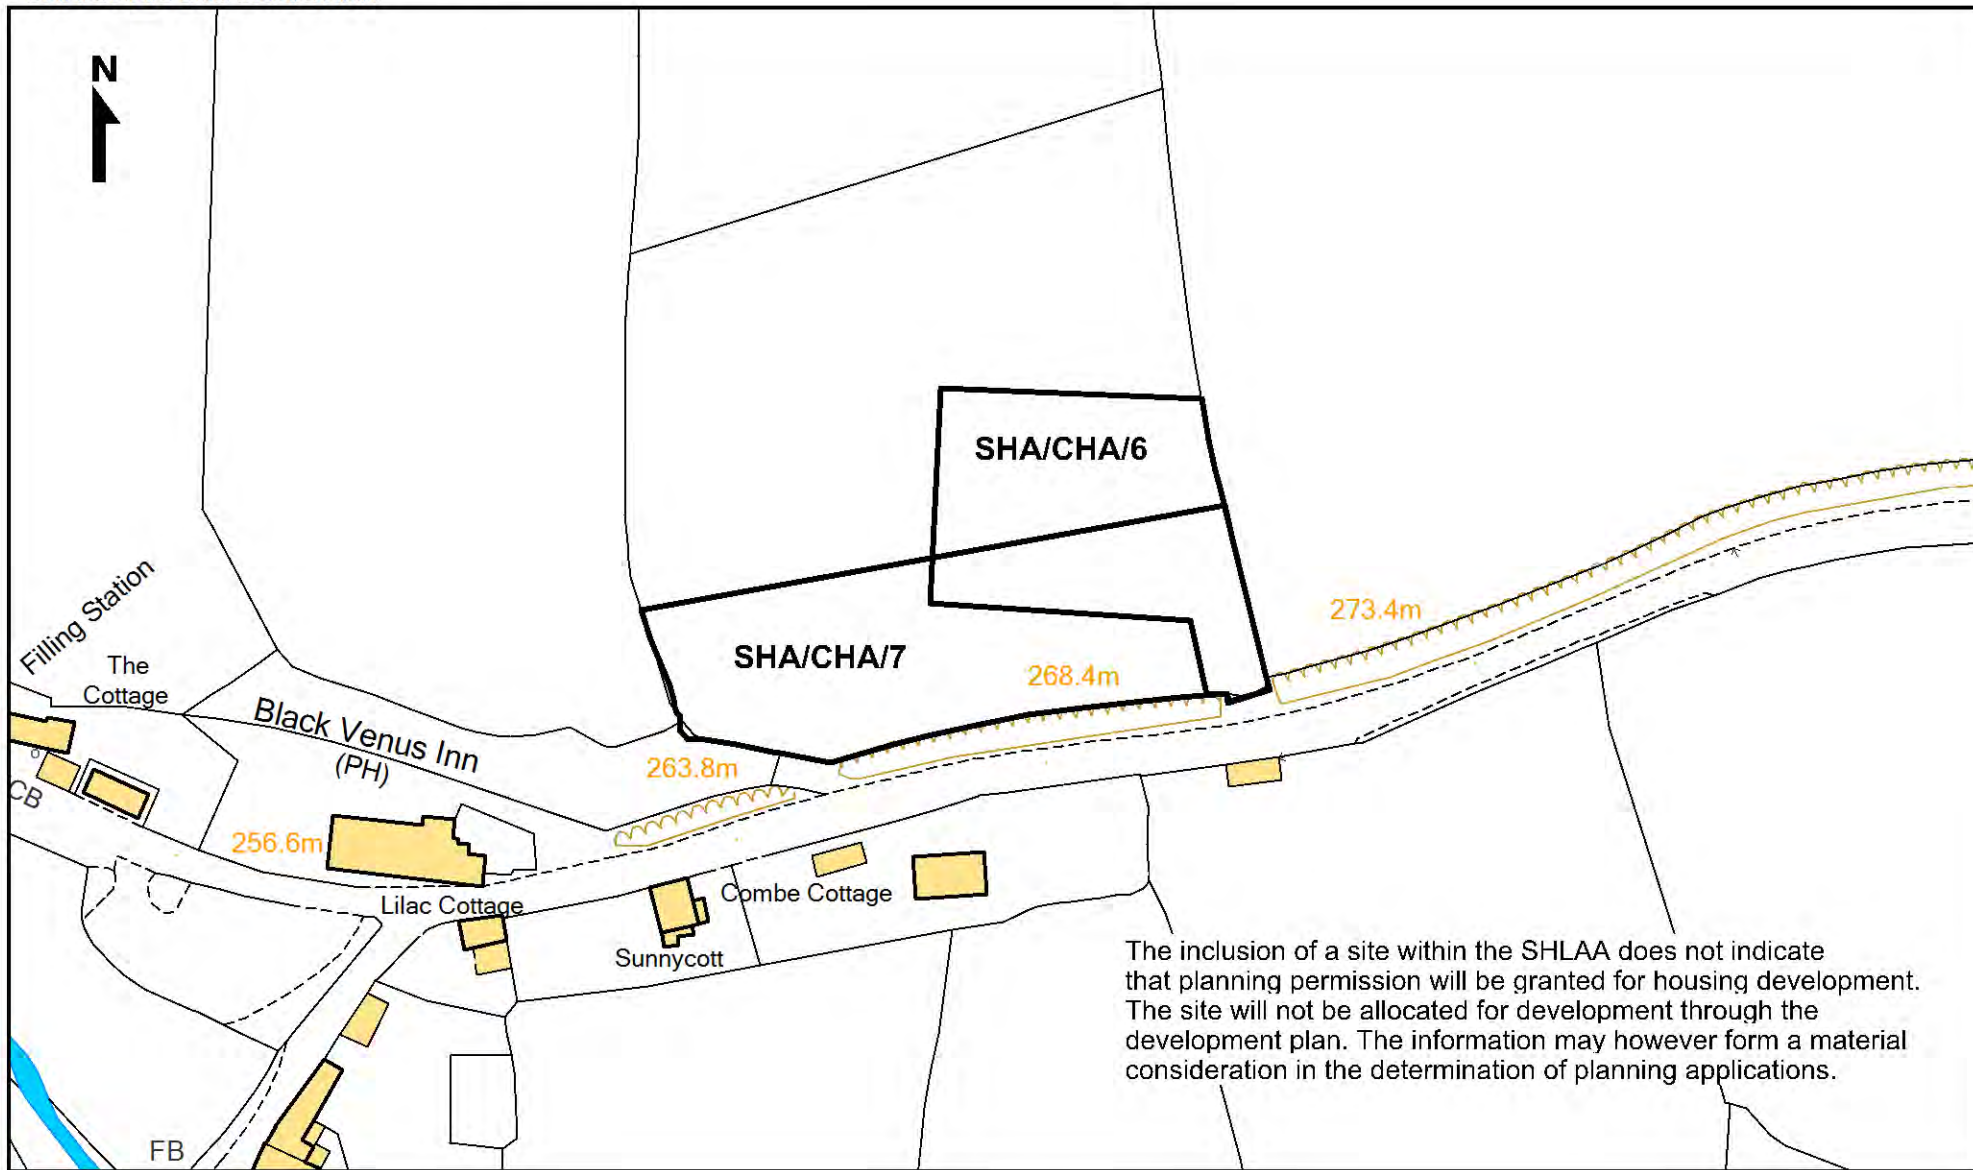 N
SHA/CHA/6
SHA/CHA/7
273.4m
268.4m
Filling Station
The
Cottage
Black Venus Inn
(PH)
263.8m
CB
256.6m
Lilac Cottage
Combe Cottage
Sunnycott
The inclusion of a site within the SHLAA does not indicate
that planning permission will be granted for housing development.
The site will not be allocated for development through the
development plan. The information may however form a material
consideration in the determination of planning applications.
FB